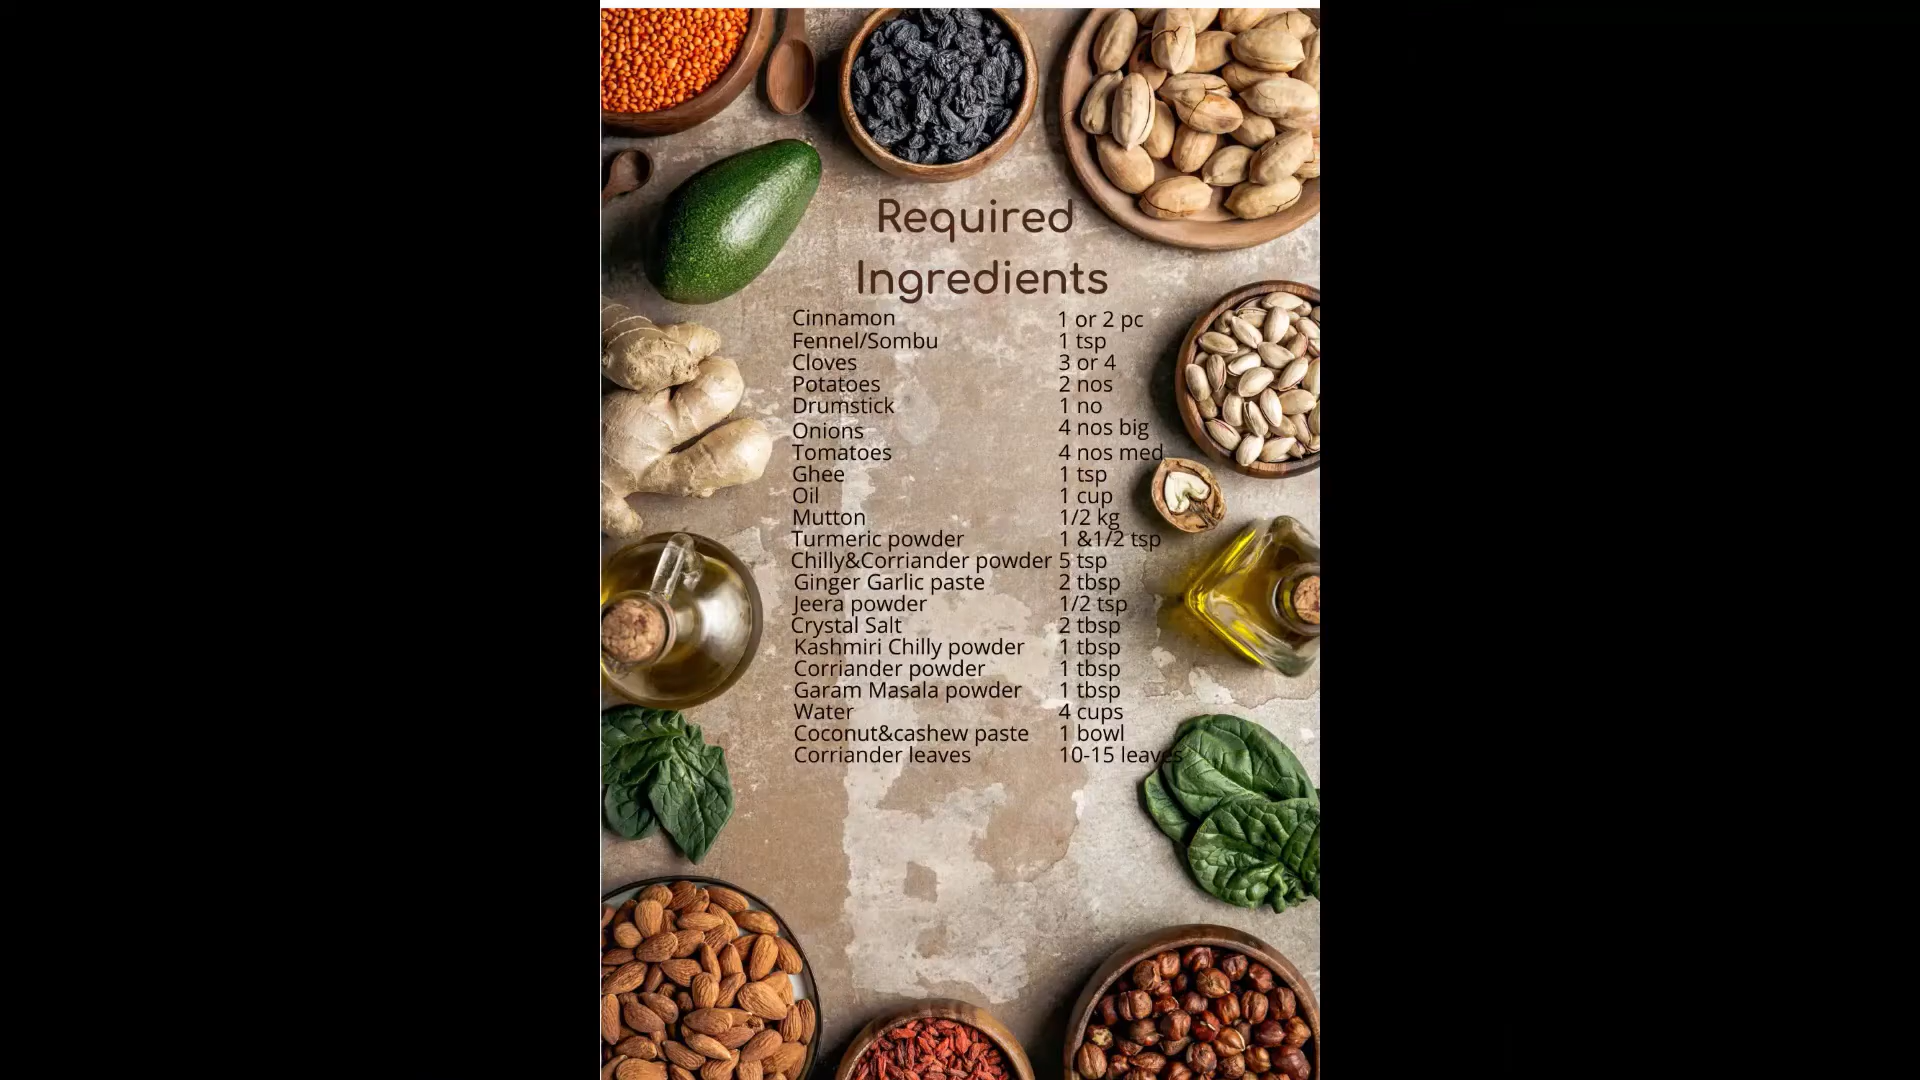 Required
Ingredients
Cinnamon 1 or 2 pc
Fennel/Sombu 1 tsp
Cloves 3 or 4
Potatoes 2 nos
Drumstick 1 no
Onions 4 nos big
Tomatoes 4 nos med
Ghee 1 tsp
Oil 1 cup
Mutton 1/2 kg
Turmeric powder 1 &1/2 tsp
Chilly&Corriander powder 5 tsp
Ginger Garlic paste 2 tbsp
Jeera powder 1/2 tsp
Crystal Salt 2 tbsp
Kashmiri Chilly powder 1 tbsp
Corriander powder 1 tbsp
Garam Masala powder 1 tbsp
Water 4 cups
Coconut&cashew paste 1 bowl
Corriander leaves 10-15 leaves